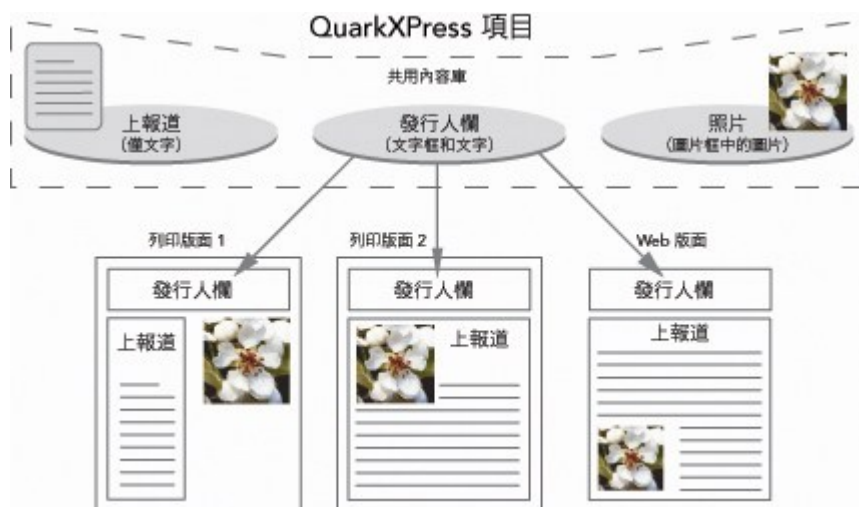 QuarkXPress 項目
共用內容庫
上報道
(僅文字)
發行人欄
(文字框和文字)
照片
(圖片框中的圖片)
列印版面 1
列印版面 2
Web 版面
發行人欄
發行人欄
發行人欄
上報道
上報道
上報道